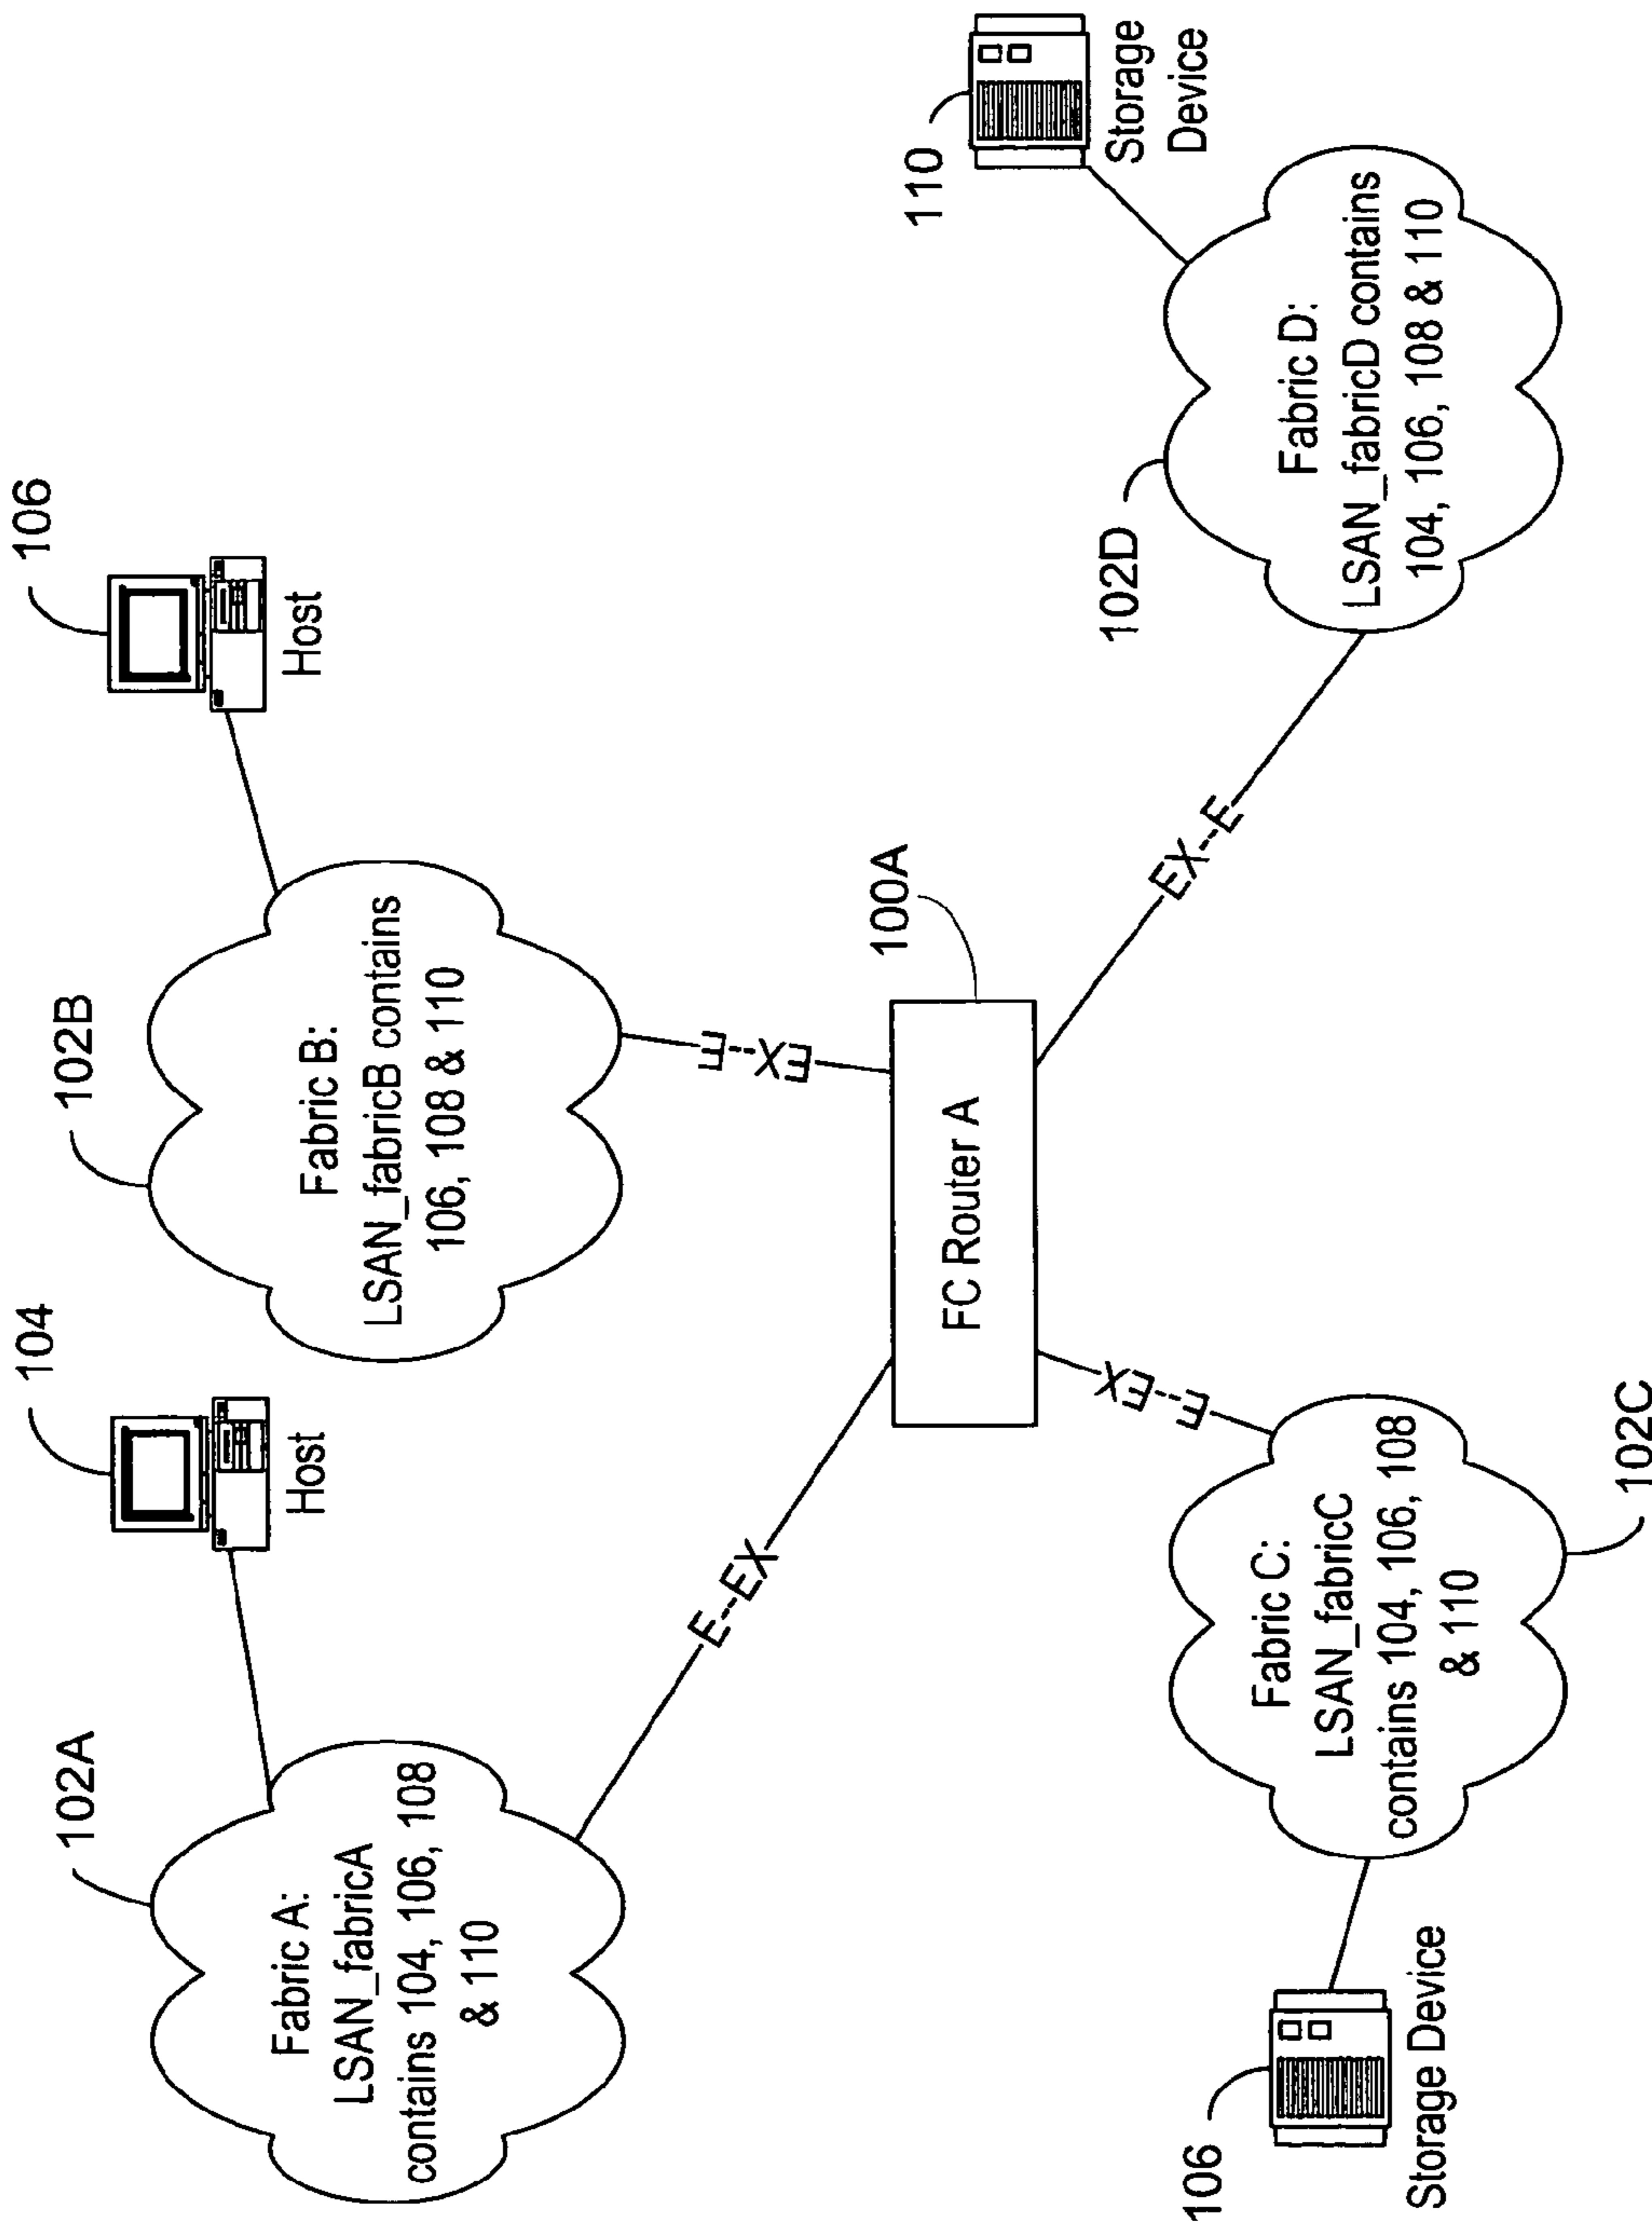 104
106
102A
102B
Host
Host
Fabric A:
LSAN_fabricA
contains 104, 106, 108
& 110
Fabric B:
LSAN_fabricB contains
106, 108 & 110
E--EX
E--EX
100A
FC Router A
E--EX
EX--E
110
Storage
Device
106
Storage Device
Fabric C:
LSAN_fabricC
contains 104, 106, 108
& 110
102C
102D
Fabric D:
LSAN_fabricD contains
104, 106, 108 & 110